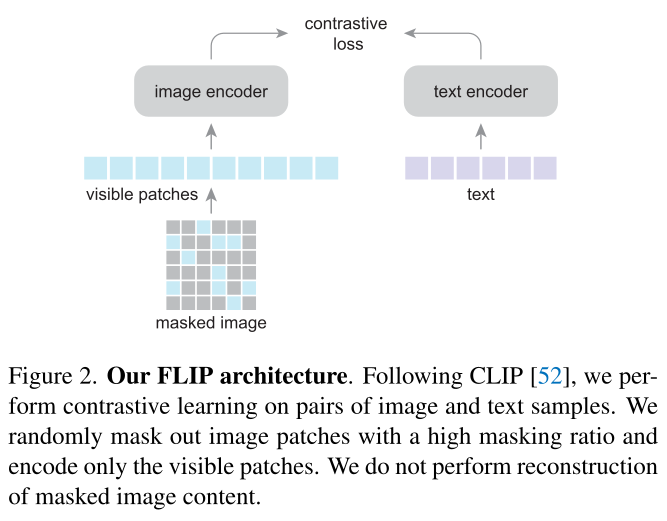 contrastive
loss
image encoder
text encoder
visible patches
text
masked image
Figure 2. Our FLIP architecture. Following CLIP [52], we per-
form contrastive learning on pairs of image and text samples. We
randomly mask out image patches with a high masking ratio and
encode only the visible patches. We do not perform reconstruction
of masked image content.